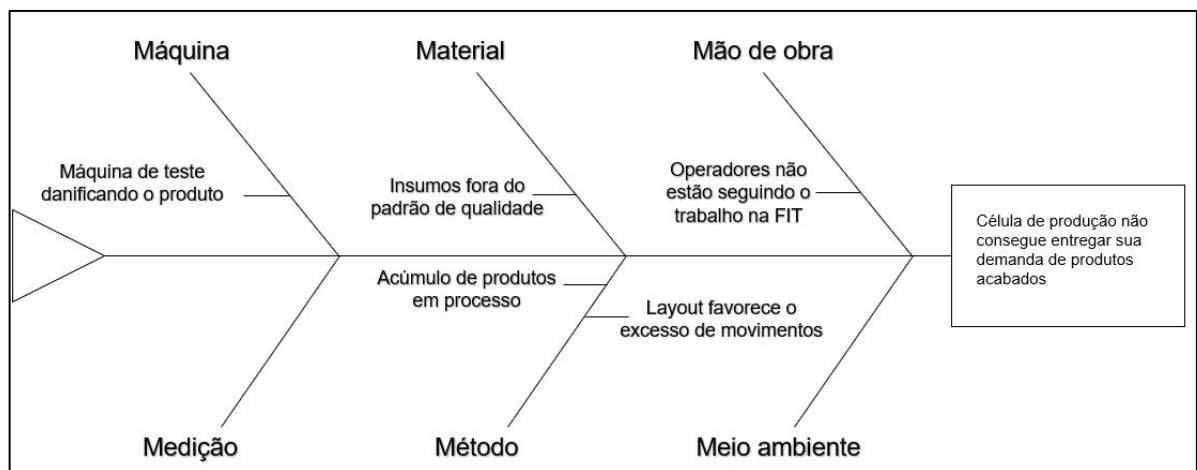 Máquina
Material
Mão de obra
Máquina de teste
danificando o produto
Insumos fora do
padrão de qualidade
Operadores não
estão seguindo o
trabalho na FIT
Célula de produção não
consegue entregar sua
demanda de produtos
acabados
Acúmulo de produtos
em processo
Layout favorece o
excesso de movimentos
Medição
Método
Meio ambiente